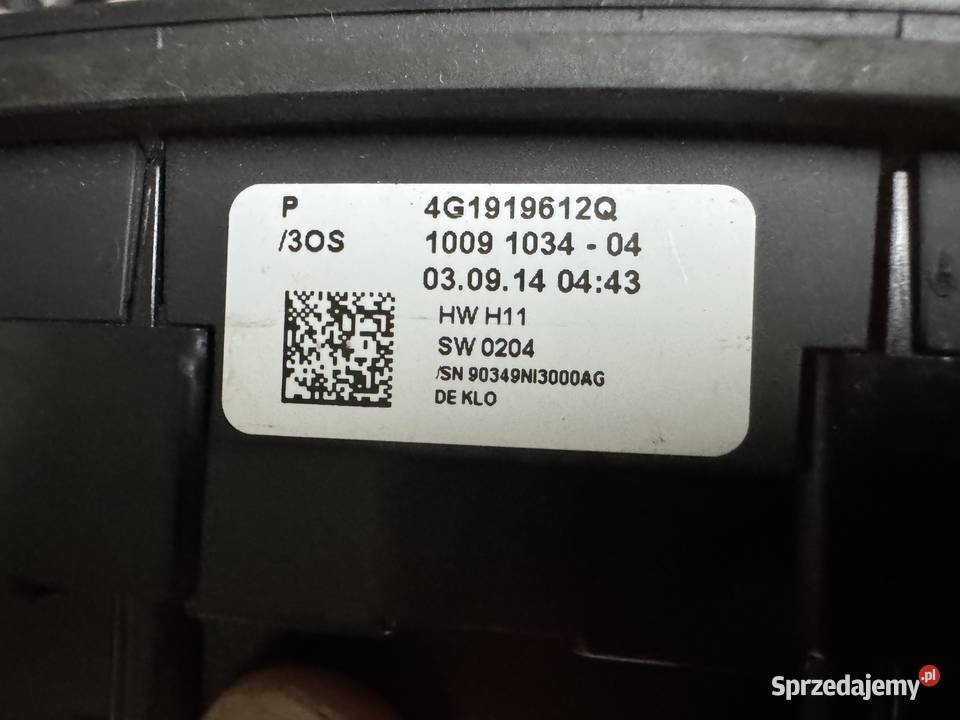 P 4G1919612Q
/3OS 1009 1034 - 04
03.09.14 04:43
HW H11
SW 0204
/SN 90349NI3000AG
DE KLO
Sprzedajemy.pl